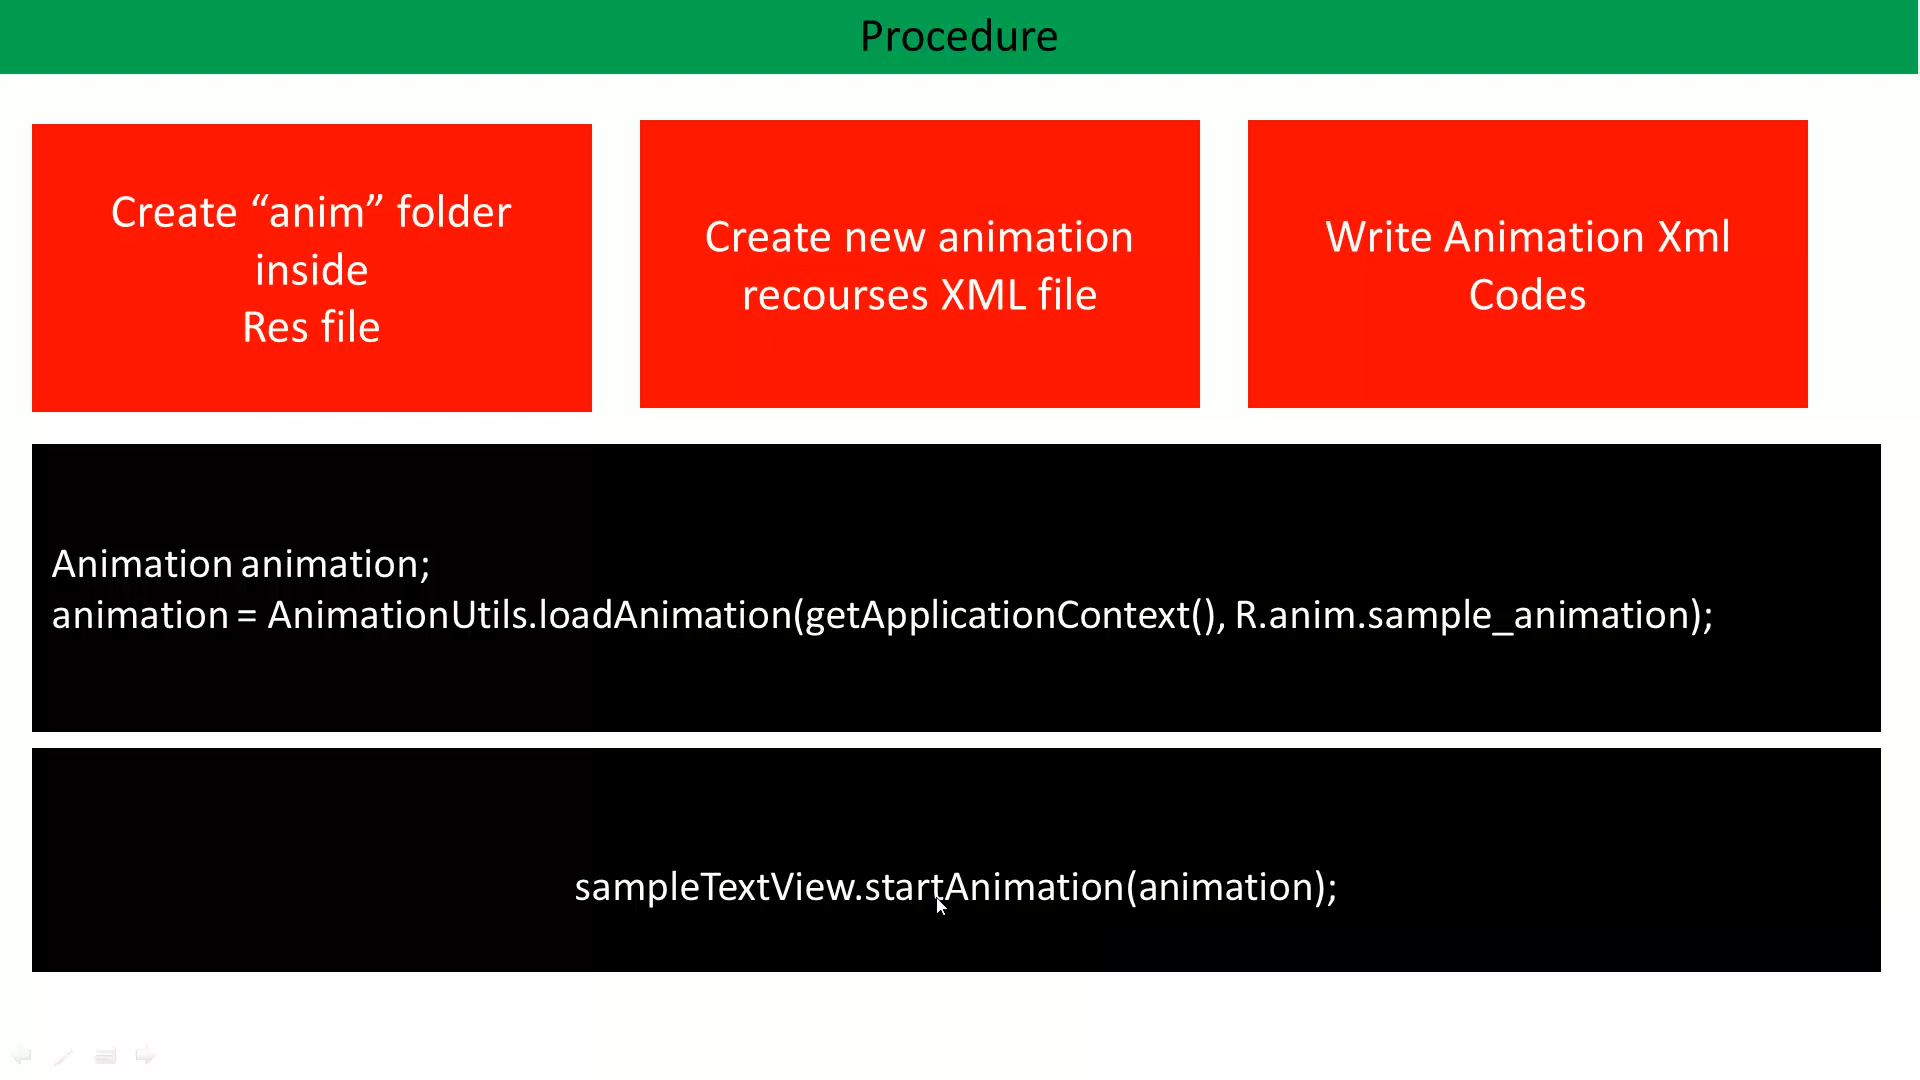 Procedure
Create “anim” folder
inside
Res file
Create new animation
recourses XML file
Write Animation Xml
Codes
Animation animation;
animation = AnimationUtils.loadAnimation(getApplicationContext(), R.anim.sample_animation);
sampleTextView.startAnimation(animation);